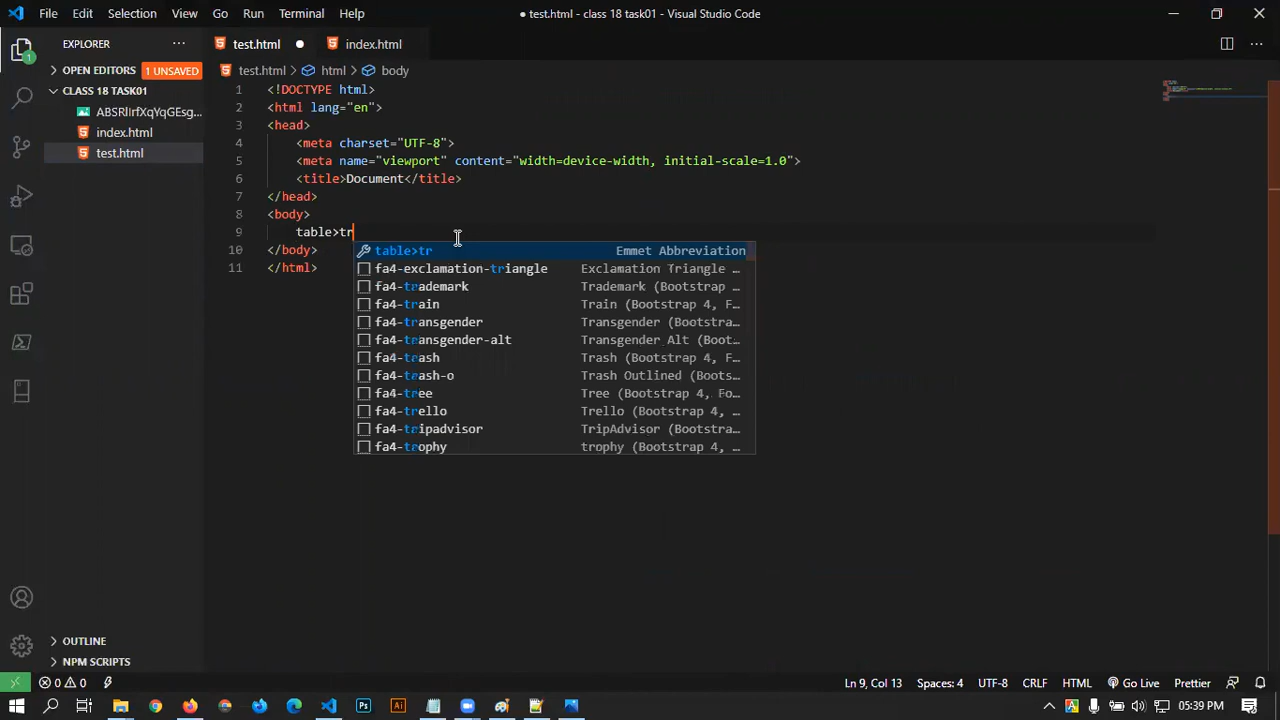 File Edit Selection View Go Run Terminal Help
● test.html - class 18 task01 - Visual Studio Code
EXPLORER
test.html ●
index.html
OPEN EDITORS 1 UNSAVED
test.html > html > body
CLASS 18 TASK01
ABSRlIrfXqYqGEsg...
index.html
test.html
1 <!DOCTYPE html>
2 <html lang="en">
3 <head>
4 <meta charset="UTF-8">
5 <meta name="viewport" content="width=device-width, initial-scale=1.0">
6 <title>Document</title>
7 </head>
8 <body>
9 table>tr
10 </body>
11 </html>
table>tr Emmet Abbreviation
fa4-exclamation-triangle Exclamation Triangle …
fa4-trademark Trademark (Bootstrap …
fa4-train Train (Bootstrap 4, F…
fa4-transgender Transgender (Bootstra…
fa4-transgender-alt Transgender Alt (Boot…
fa4-trash Trash (Bootstrap 4, F…
fa4-trash-o Trash Outlined (Boots…
fa4-tree Tree (Bootstrap 4, Fo…
fa4-trello Trello (Bootstrap 4, …
fa4-tripadvisor TripAdvisor (Bootstra…
fa4-trophy trophy (Bootstrap 4, …
OUTLINE
NPM SCRIPTS
0 0
Ln 9, Col 13 Spaces: 4 UTF-8 CRLF HTML Go Live Prettier
Ps Ai
05:39 PM